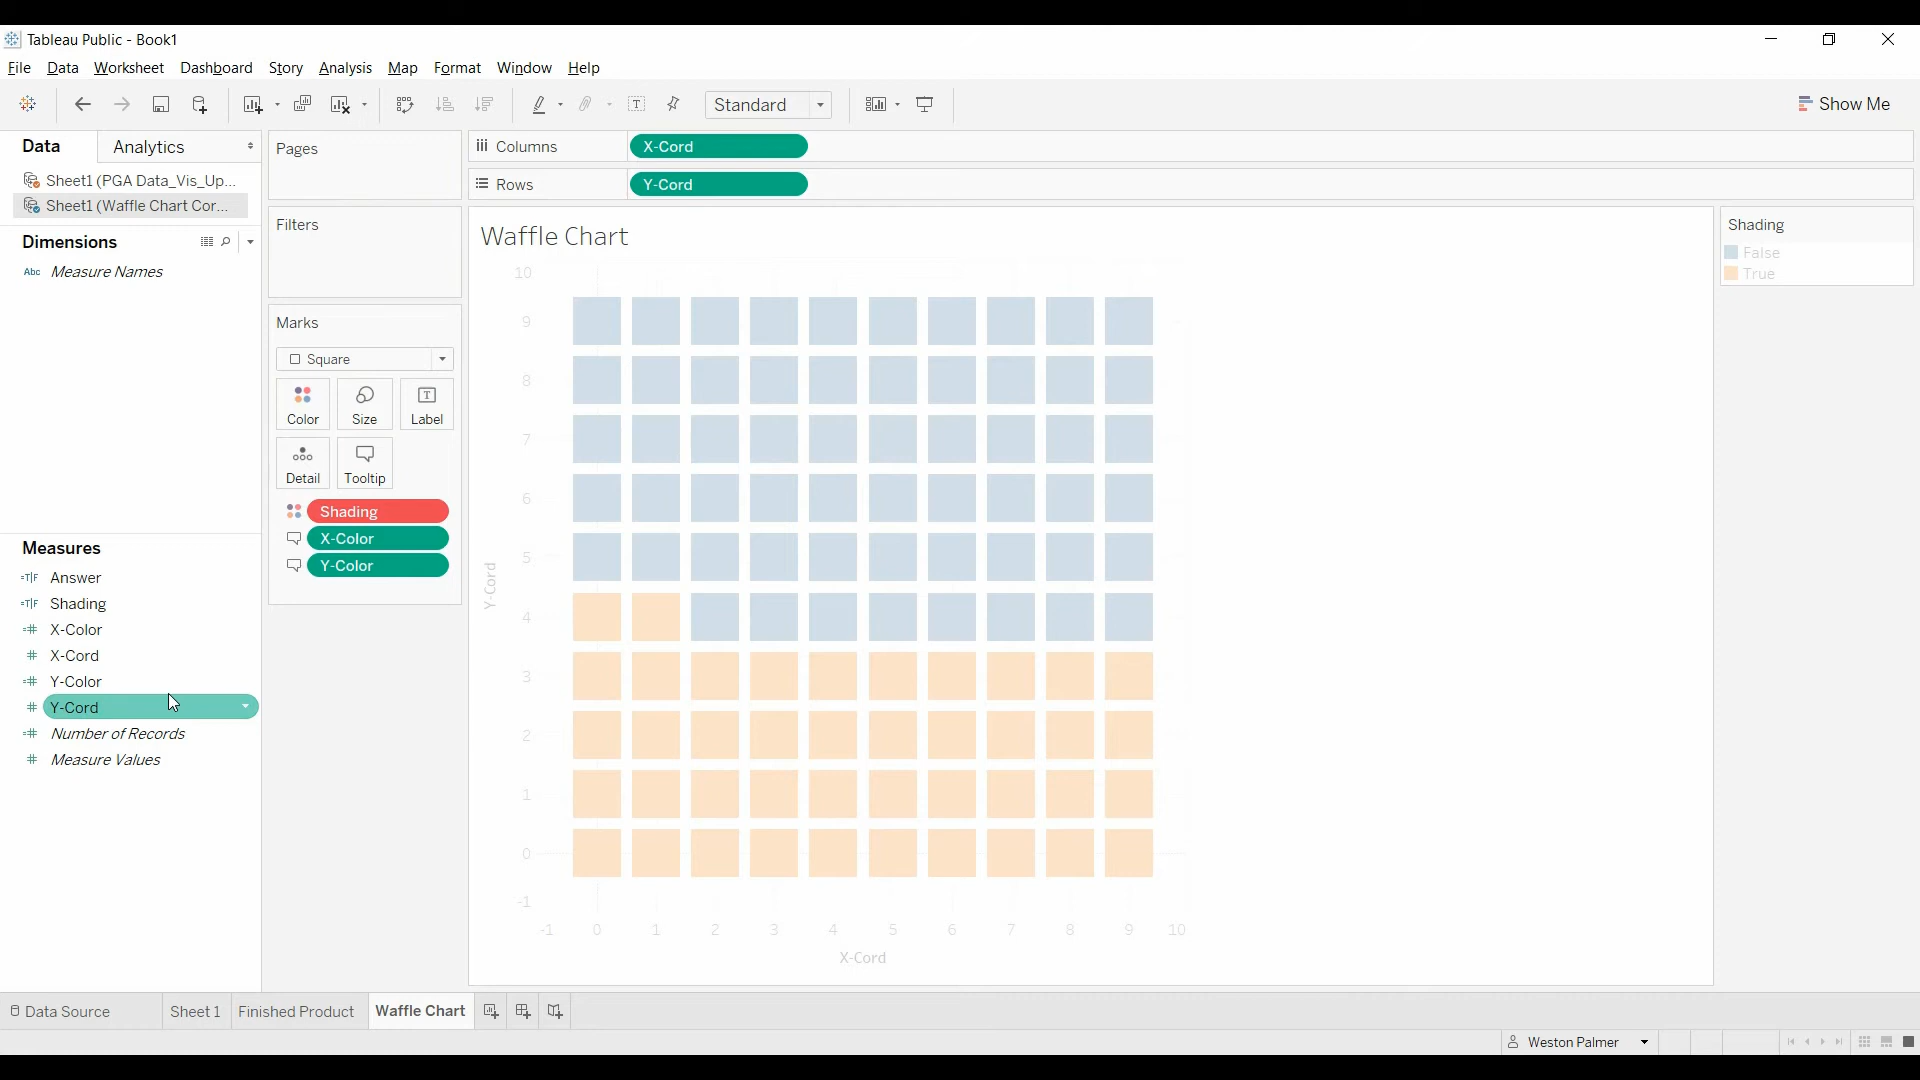 Tableau Public - Book1
File Data Worksheet Dashboard Story Analysis Map Format Window Help
Standard
Show Me
Data Analytics
Sheet1 (PGA Data_Vis_Up...
Sheet1 (Waffle Chart Cor...
Dimensions
Abc Measure Names
Measures
=T|F Answer
=T|F Shading
=# X-Color
# X-Cord
=# Y-Color
# Y-Cord
=# Number of Records
# Measure Values
Pages
Filters
Marks
Square
Color Size Label
Detail Tooltip
Shading
X-Color
Y-Color
Columns X-Cord
Rows Y-Cord
Waffle Chart
10
9
8
7
6
5
4
3
2
1
0
-1
Y-Cord
-1 0 1 2 3 4 5 6 7 8 9 10
X-Cord
Shading
False
True
Data Source Sheet 1 Finished Product Waffle Chart
Weston Palmer